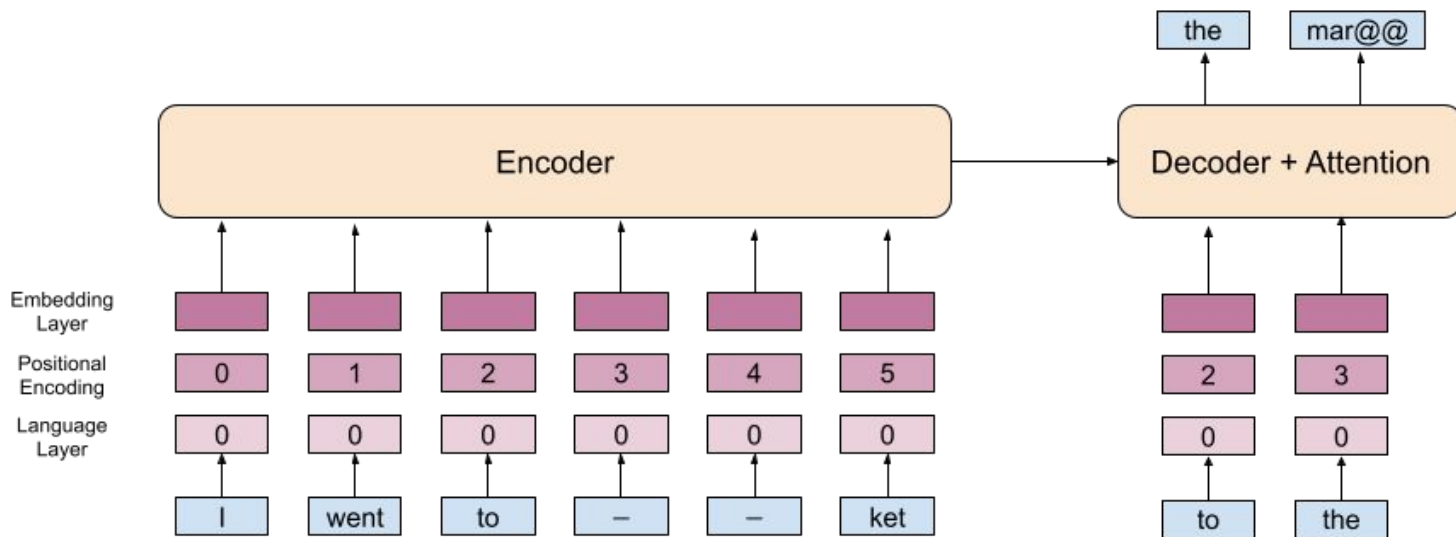 the mar@@
Encoder
Decoder + Attention
Embedding
Layer
Positional
Encoding
0 1 2 3 4 5 2 3
Language
Layer
0 0 0 0 0 0 0 0
I went to – – ket to the